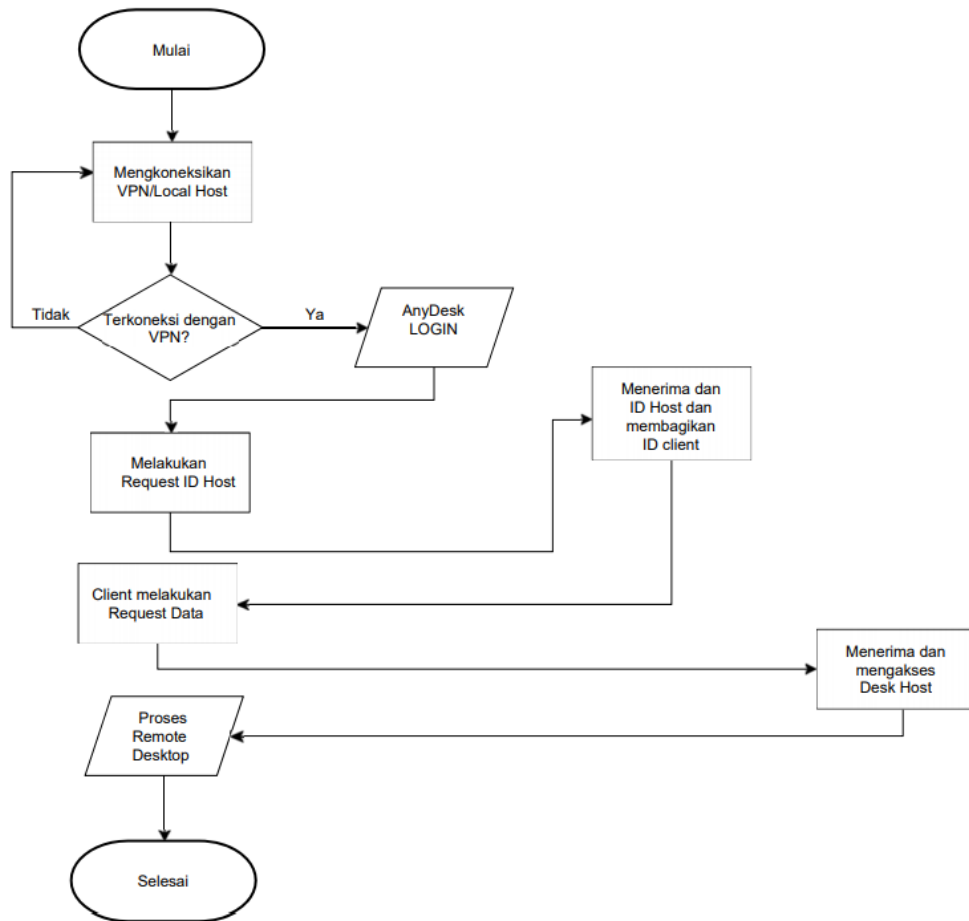 Mulai
Mengkoneksikan
VPN/Local Host
Tidak
Terkoneksi dengan
VPN?
Ya
AnyDesk
LOGIN
Melakukan
Request ID Host
Menerima dan
ID Host dan
membagikan
ID client
Client melakukan
Request Data
Menerima dan
mengakses
Desk Host
Proses
Remote
Desktop
Selesai